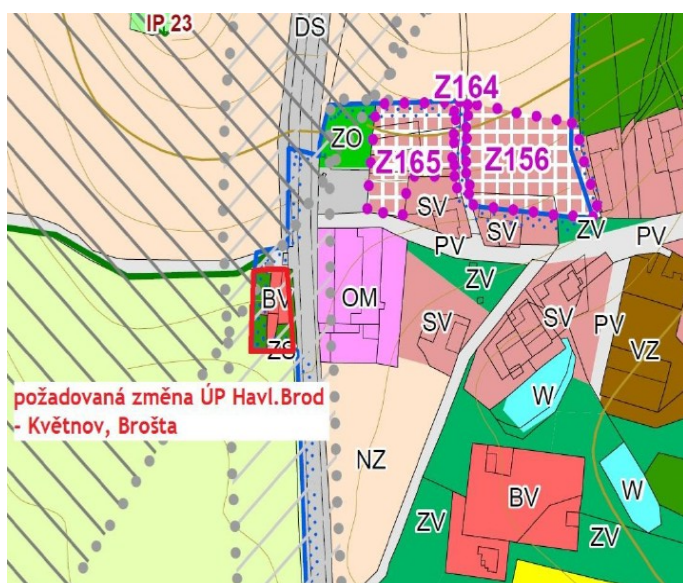 IP 23
DS
Z164
ZO
Z165
Z156
SV
SV
ZV
PV
PV
BV
OM
ZV
SV
SV
PV
VZ
ZS
požadovaná změna ÚP Havl.Brod
- Květnov, Brošta
W
NZ
BV
W
ZV
ZV